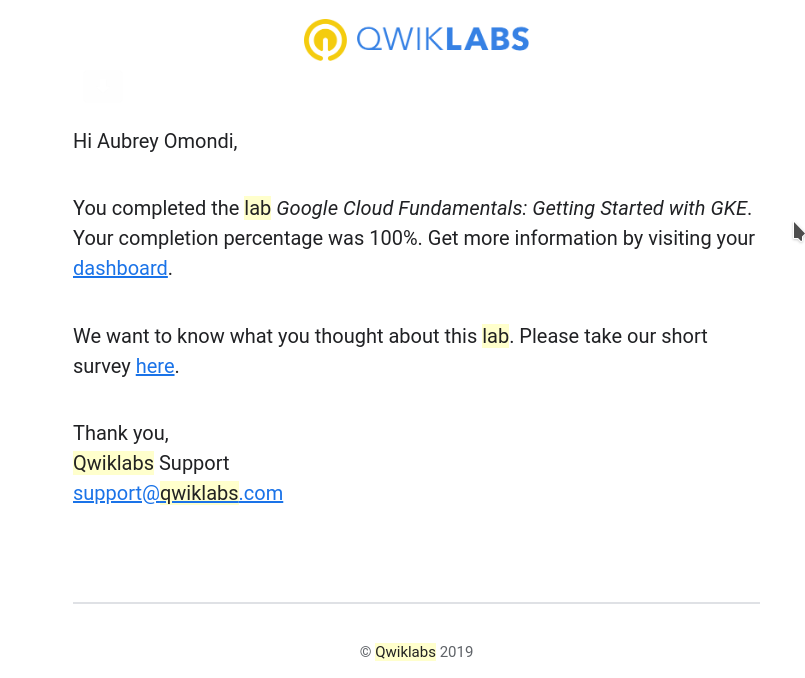 QWIKLABS
Hi Aubrey Omondi,
You completed the lab Google Cloud Fundamentals: Getting Started with GKE.
Your completion percentage was 100%. Get more information by visiting your
dashboard.
We want to know what you thought about this lab. Please take our short
survey here.
Thank you,
Qwiklabs Support
support@qwiklabs.com
© Qwiklabs 2019